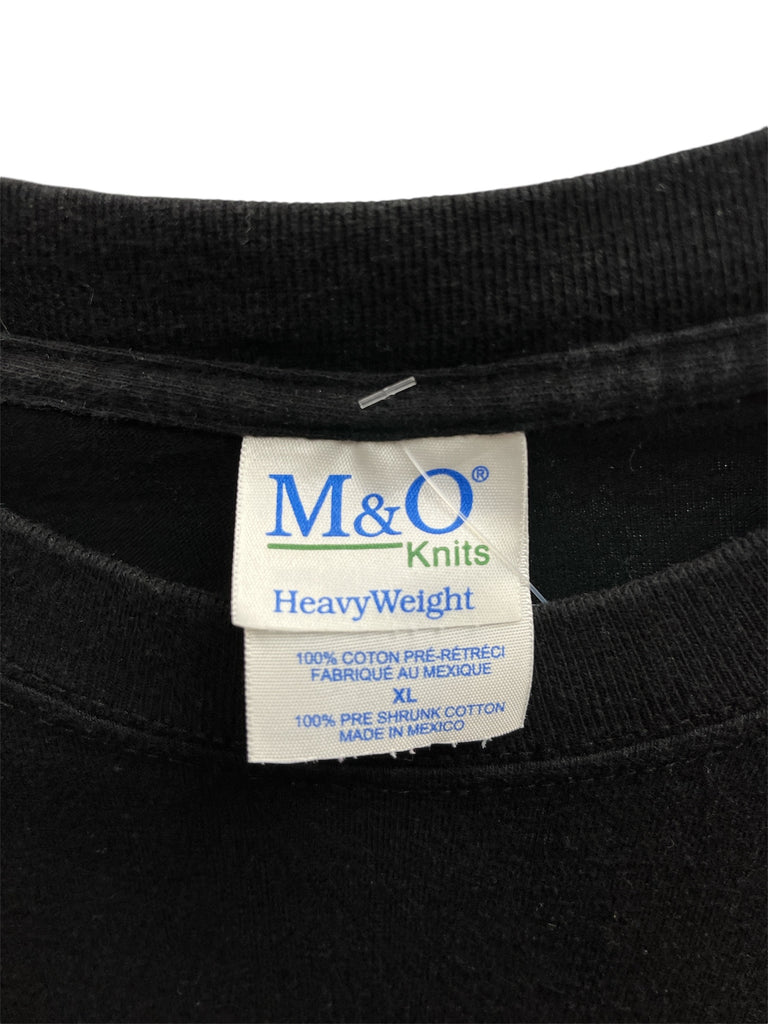 M&O®
Knits
HeavyWeight
100% COTON PRÉ-RÉTRÉCI
FABRIQUÉ AU MEXIQUE
XL
100% PRE SHRUNK COTTON
MADE IN MEXICO